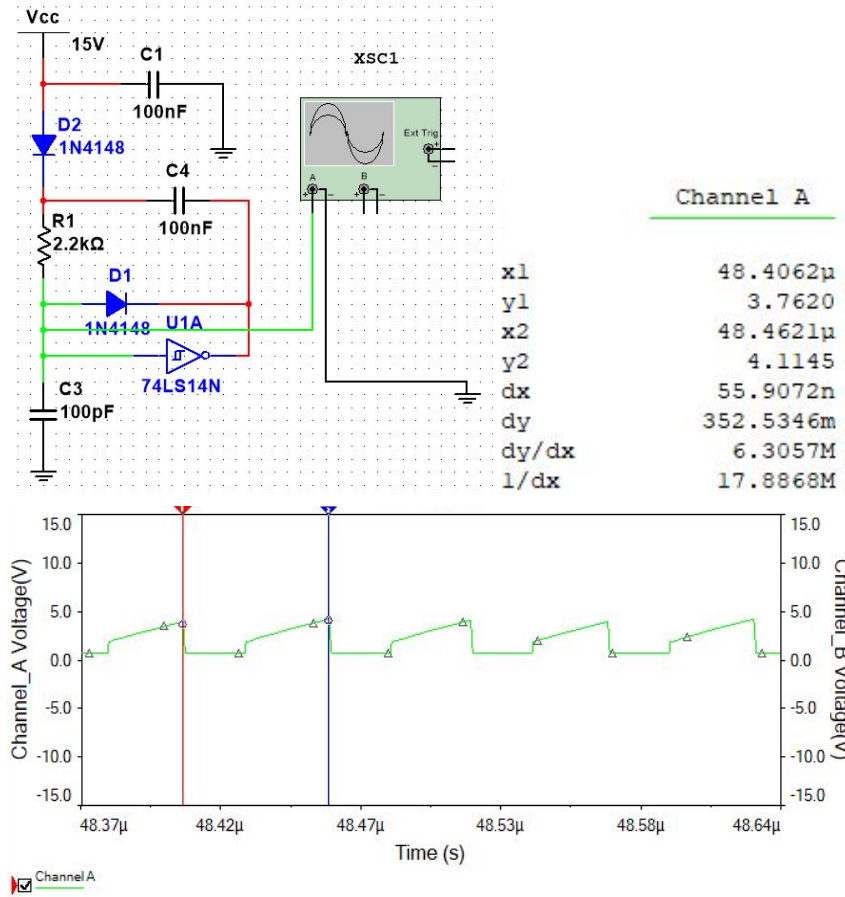 Vcc
15V
C1
100nF
XSC1
Ext Trig
+
−
A
B
+ −
+ −
D2
1N4148
C4
100nF
R1
2.2kΩ
D1
1N4148
U1A
74LS14N
C3
100pF
Channel A
x1 48.4062µ
y1 3.7620
x2 48.4621µ
y2 4.1145
dx 55.9072n
dy 352.5346m
dy/dx 6.3057M
1/dx 17.8868M
1
2
Channel_A Voltage(V)
15.0
10.0
5.0
0.0
-5.0
-10.0
-15.0
15.0
10.0
5.0
0.0
-5.0
-10.0
-15.0
Channel_B Voltage(V)
48.37µ 48.42µ 48.47µ 48.53µ 48.58µ 48.64µ
Time (s)
Channel A